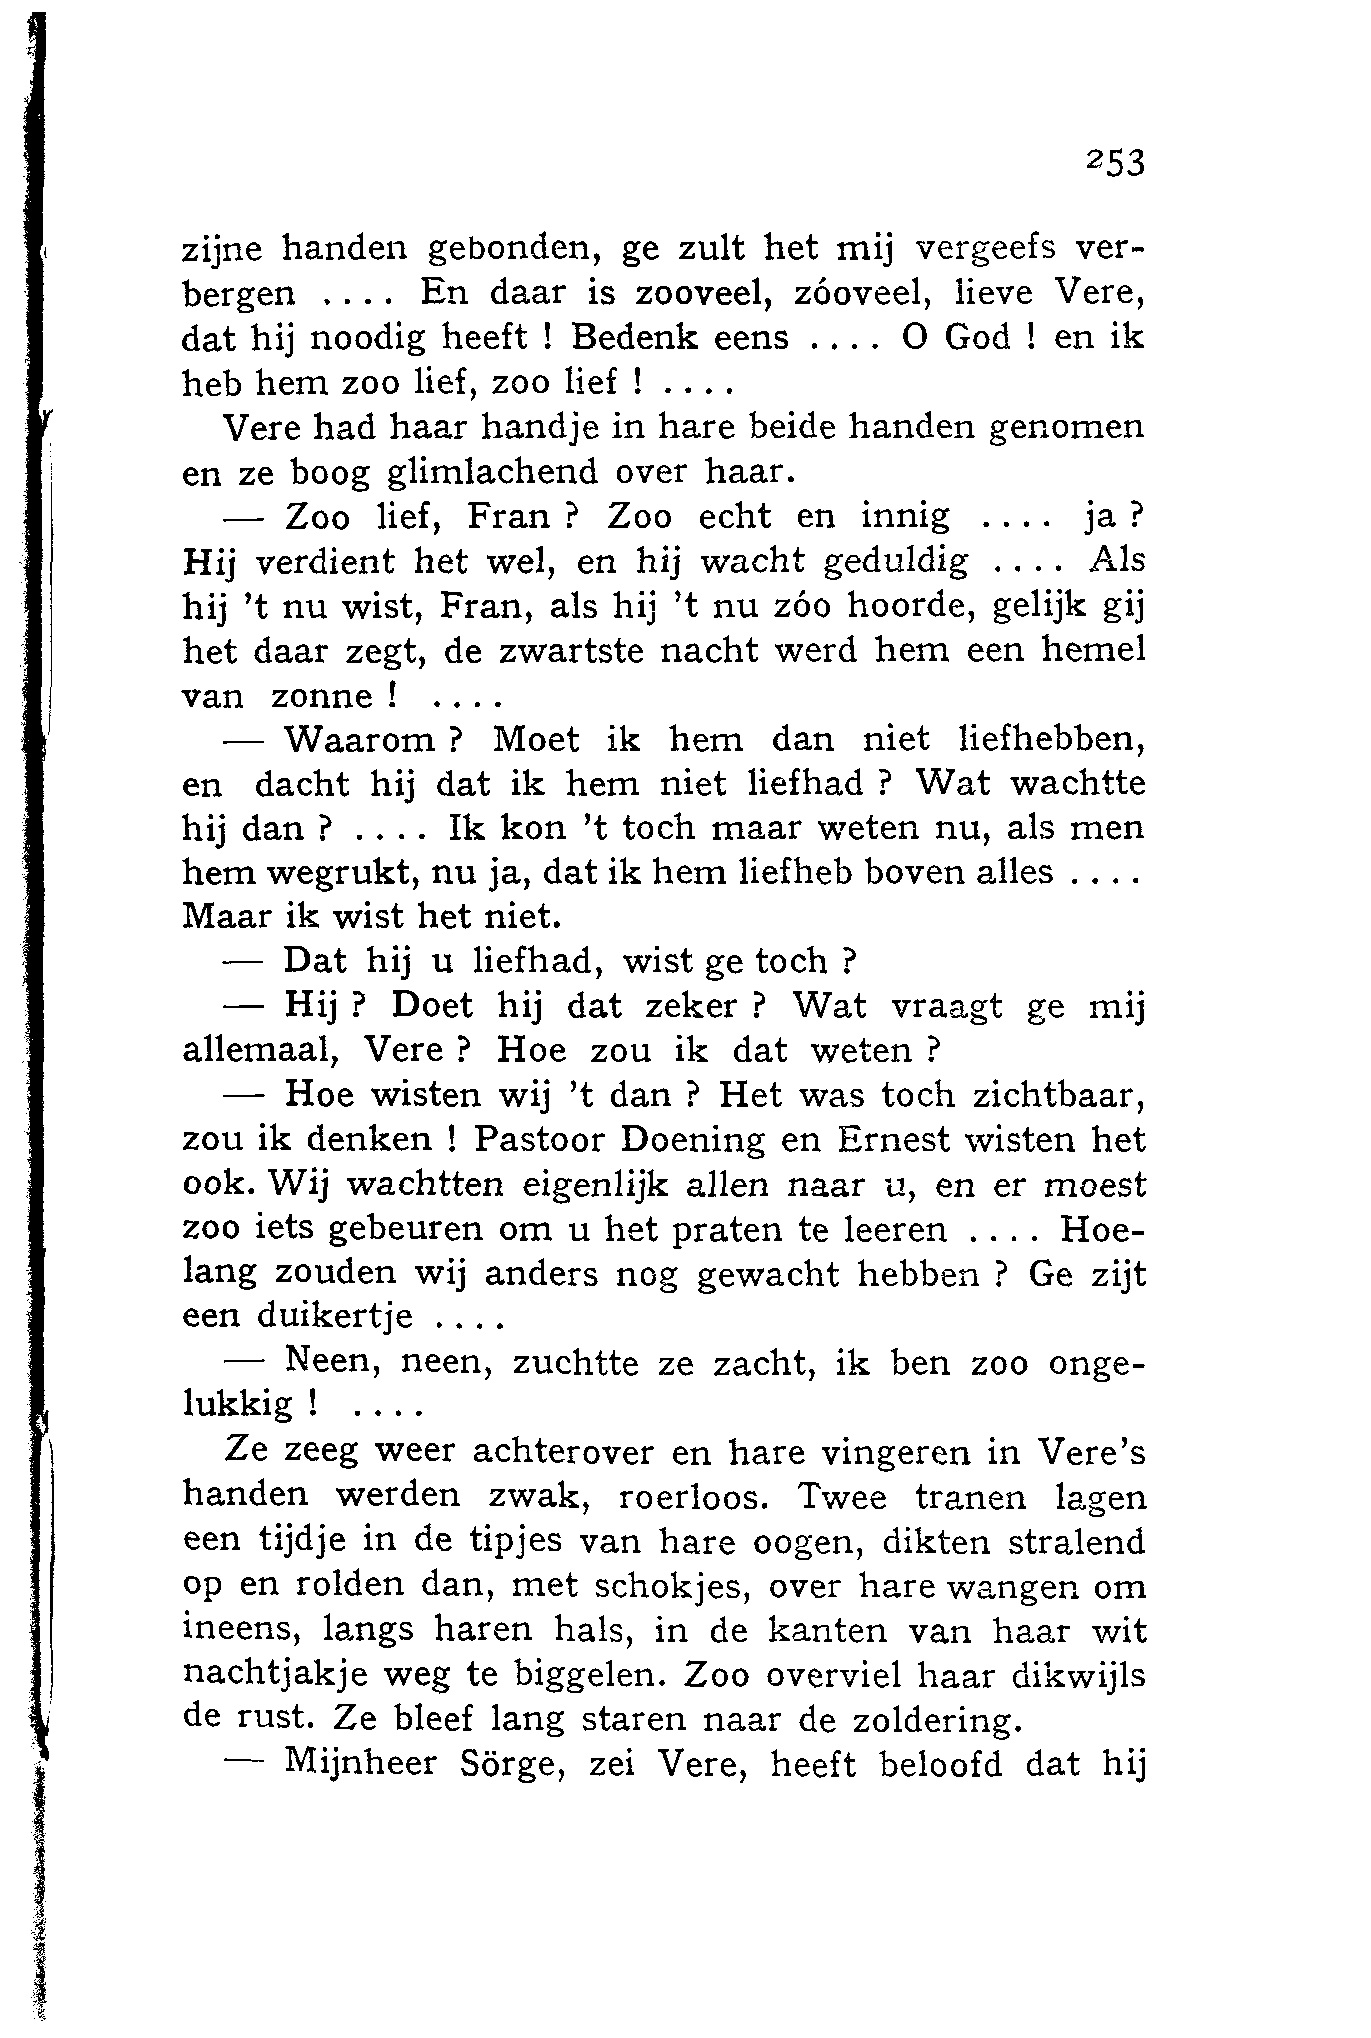 253
zijne handen gebonden, ge zult het mij vergeefs ver-
bergen .... En daar is zooveel, zóoveel, lieve Vere,
dat hij noodig heeft ! Bedenk eens .... O God ! en ik
heb hem zoo lief, zoo lief ! ....
Vere had haar handje in hare beide handen genomen
en ze boog glimlachend over haar.
— Zoo lief, Fran ? Zoo echt en innig .... ja ?
Hij verdient het wel, en hij wacht geduldig .... Als
hij 't nu wist, Fran, als hij 't nu zóo hoorde, gelijk gij
het daar zegt, de zwartste nacht werd hem een hemel
van zonne ! ....
— Waarom ? Moet ik hem dan niet liefhebben,
en dacht hij dat ik hem niet liefhad ? Wat wachtte
hij dan ? .... Ik kon 't toch maar weten nu, als men
hem wegrukt, nu ja, dat ik hem liefheb boven alles ....
Maar ik wist het niet.
— Dat hij u liefhad, wist ge toch ?
— Hij ? Doet hij dat zeker ? Wat vraagt ge mij
allemaal, Vere ? Hoe zou ik dat weten ?
— Hoe wisten wij 't dan ? Het was toch zichtbaar,
zou ik denken ! Pastoor Doening en Ernest wisten het
ook. Wij wachtten eigenlijk allen naar u, en er moest
zoo iets gebeuren om u het praten te leeren .... Hoe-
lang zouden wij anders nog gewacht hebben ? Ge zijt
een duikertje ....
— Neen, neen, zuchtte ze zacht, ik ben zoo onge-
lukkig ! ....
Ze zeeg weer achterover en hare vingeren in Vere's
handen werden zwak, roerloos. Twee tranen lagen
een tijdje in de tipjes van hare oogen, dikten stralend
op en rolden dan, met schokjes, over hare wangen om
ineens, langs haren hals, in de kanten van haar wit
nachtjakje weg te biggelen. Zoo overviel haar dikwijls
de rust. Ze bleef lang staren naar de zoldering.
— Mijnheer Sörge, zei Vere, heeft beloofd dat hij